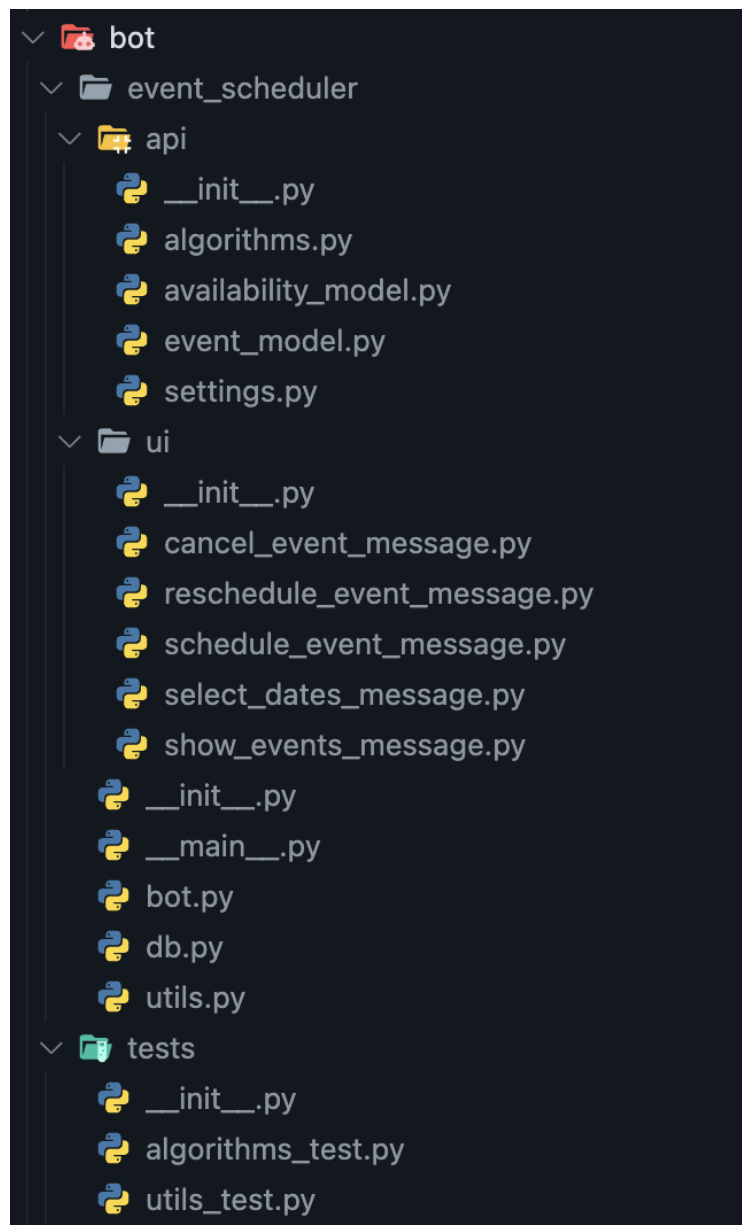 bot
event_scheduler
api
__init__.py
algorithms.py
availability_model.py
event_model.py
settings.py
ui
__init__.py
cancel_event_message.py
reschedule_event_message.py
schedule_event_message.py
select_dates_message.py
show_events_message.py
__init__.py
__main__.py
bot.py
db.py
utils.py
tests
__init__.py
algorithms_test.py
utils_test.py